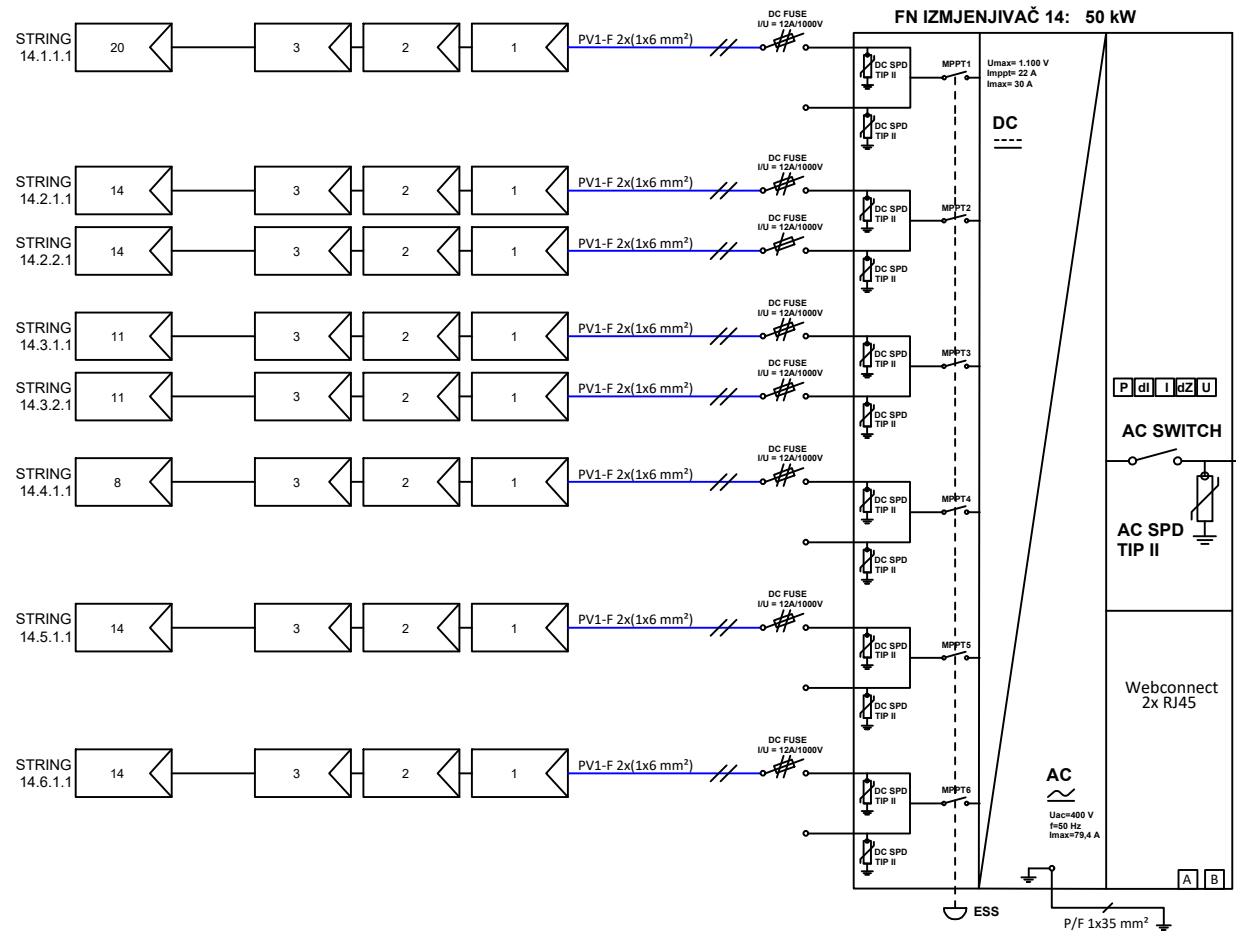 FN IZMJENJIVAČ 14: 50 kW
STRING
14.1.1.1
20
3
2
1
PV1-F 2x(1x6 mm²)
DC FUSE
I/U = 12A/1000V
DC SPD
TIP II
DC SPD
TIP II
MPPT1
Umax= 1.100 V
Imppt= 22 A
Imax= 30 A
DC
STRING
14.2.1.1
14
3
2
1
PV1-F 2x(1x6 mm²)
DC FUSE
I/U = 12A/1000V
DC SPD
TIP II
MPPT2
STRING
14.2.2.1
14
3
2
1
PV1-F 2x(1x6 mm²)
DC FUSE
I/U = 12A/1000V
DC SPD
TIP II
STRING
14.3.1.1
11
3
2
1
PV1-F 2x(1x6 mm²)
DC FUSE
I/U = 12A/1000V
DC SPD
TIP II
MPPT3
STRING
14.3.2.1
11
3
2
1
PV1-F 2x(1x6 mm²)
DC FUSE
I/U = 12A/1000V
DC SPD
TIP II
P dI I dZ U
AC SWITCH
AC SPD
TIP II
STRING
14.4.1.1
8
3
2
1
PV1-F 2x(1x6 mm²)
DC FUSE
I/U = 12A/1000V
DC SPD
TIP II
DC SPD
TIP II
MPPT4
STRING
14.5.1.1
14
3
2
1
PV1-F 2x(1x6 mm²)
DC FUSE
I/U = 12A/1000V
DC SPD
TIP II
DC SPD
TIP II
MPPT5
Webconnect
2x RJ45
STRING
14.6.1.1
14
3
2
1
PV1-F 2x(1x6 mm²)
DC FUSE
I/U = 12A/1000V
DC SPD
TIP II
DC SPD
TIP II
MPPT6
AC
Uac=400 V
f=50 Hz
Imax=79,4 A
A B
ESS
P/F 1x35 mm²